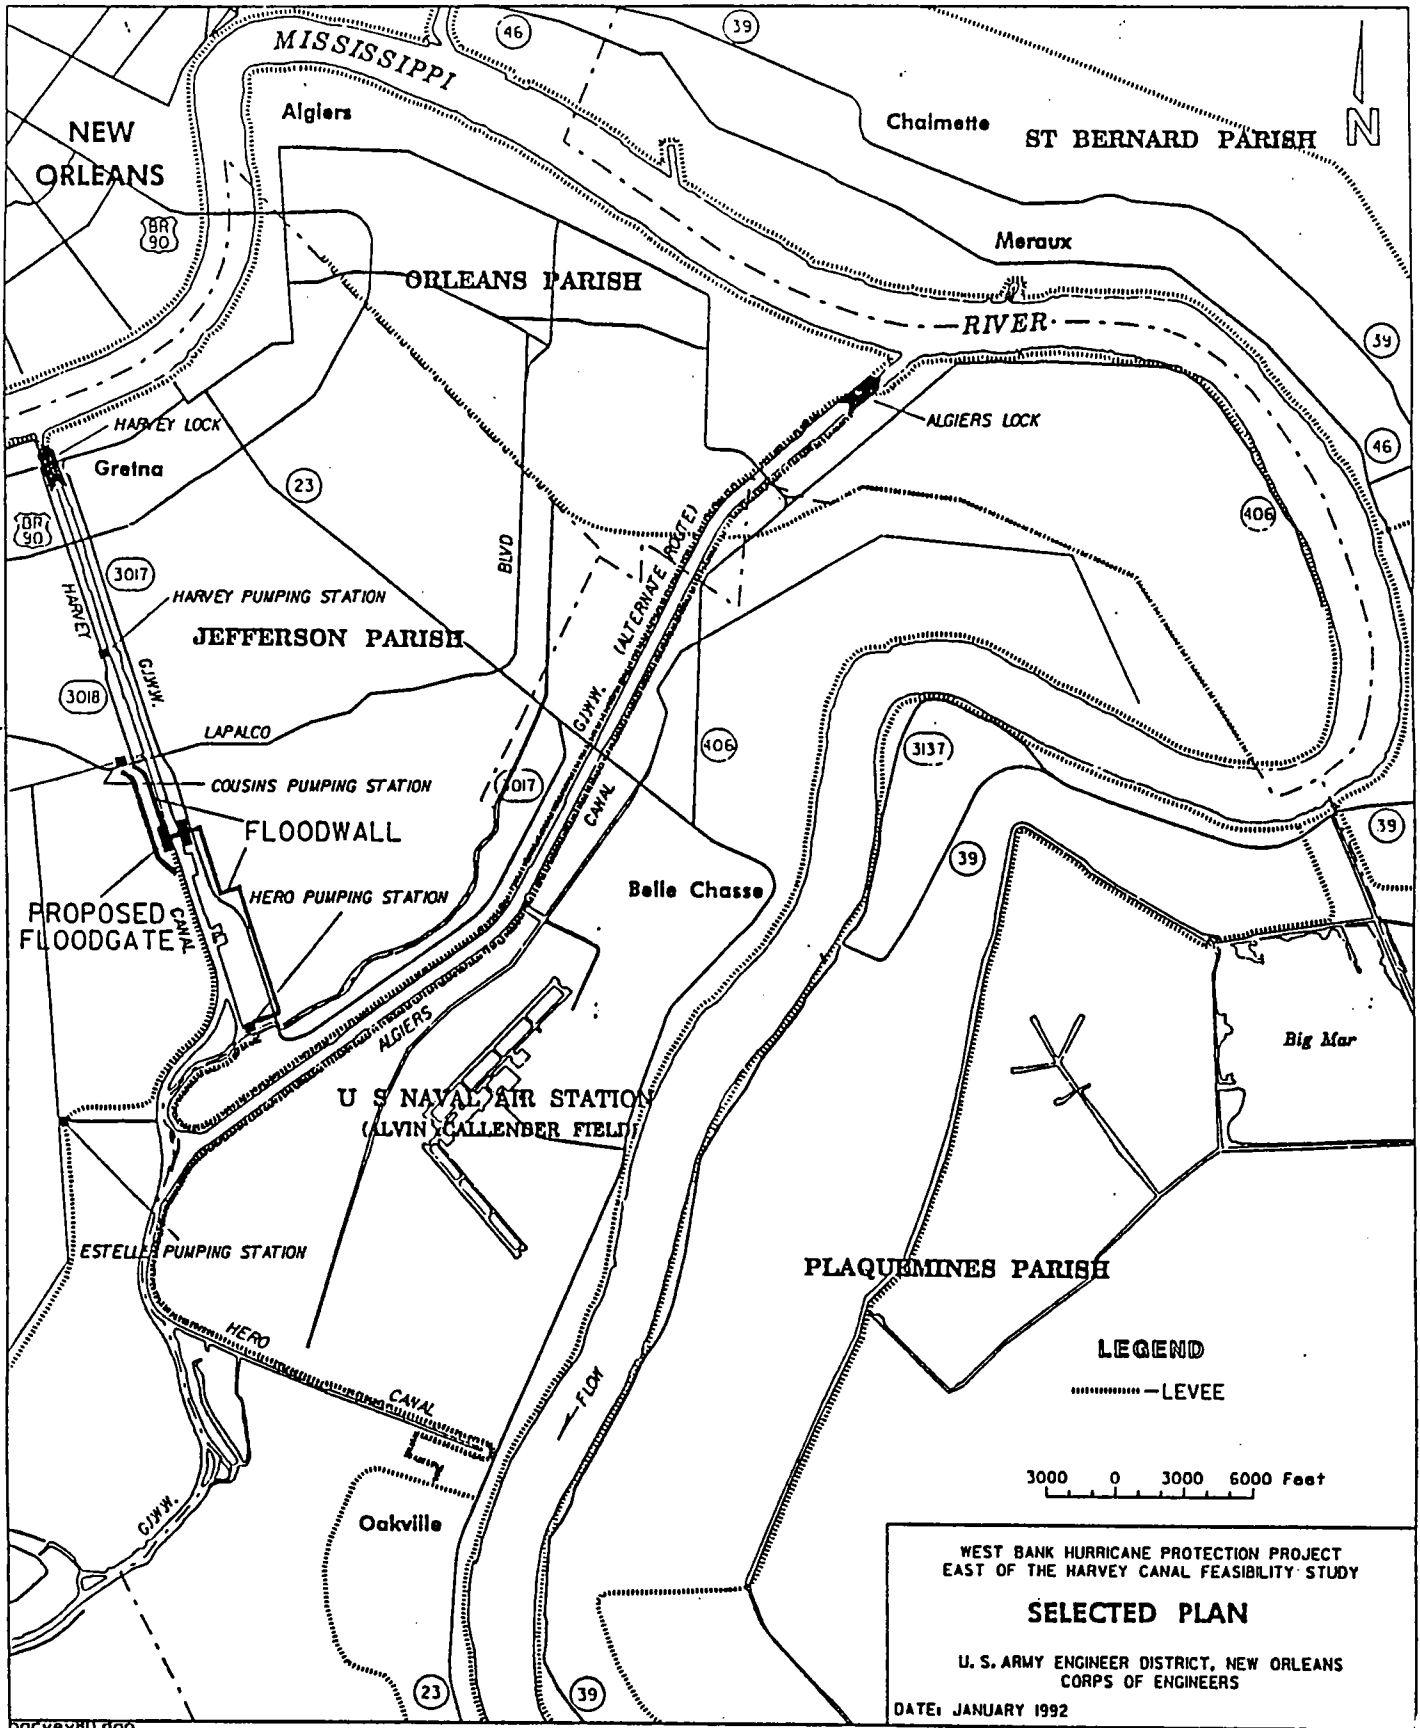 46
39
MISSISSIPPI
Algiers
Chalmette
NEW
ORLEANS
ST BERNARD PARISH
N
BR
90
Meraux
ORLEANS PARISH
RIVER
39
HARVEY LOCK
ALGIERS LOCK
46
Gretna
23
406
BR
90
BLVD
(ALTERNATE ROUTE)
3017
HARVEY
HARVEY PUMPING STATION
JEFFERSON PARISH
G.I.W.W.
3018
G.I.W.W.
LAPALCO
406
3137
COUSINS PUMPING STATION
3017
CANAL
FLOODWALL
39
39
HERO PUMPING STATION
Belle Chasse
PROPOSED
FLOODGATE
CANAL
ALGIERS
Big Mar
U S NAVAL AIR STATION
(ALVIN CALLENDER FIELD)
ESTELLE PUMPING STATION
PLAQUEMINES PARISH
HERO
CANAL
LEGEND
LEVEE
FLOW
3000 0 3000 6000 Feet
G.I.W.W.
Oakville
WEST BANK HURRICANE PROTECTION PROJECT
EAST OF THE HARVEY CANAL FEASIBILITY STUDY
SELECTED PLAN
U. S. ARMY ENGINEER DISTRICT, NEW ORLEANS
CORPS OF ENGINEERS
DATE: JANUARY 1992
23
39